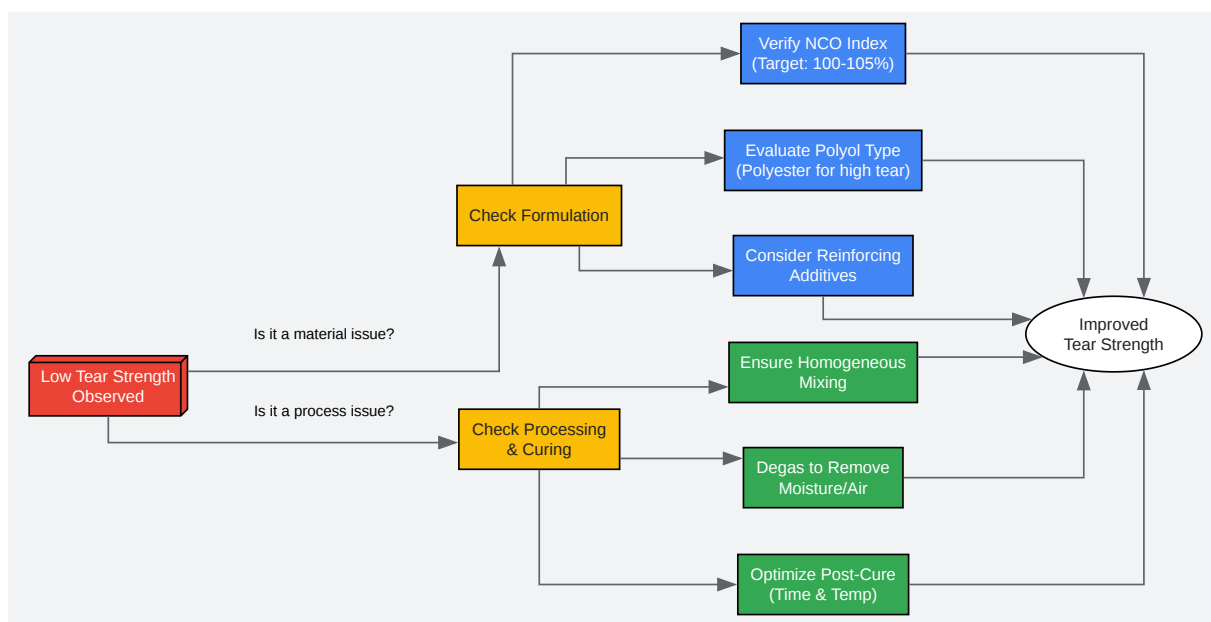 Verify NCO Index
(Target: 100-105%)
Evaluate Polyol Type
(Polyester for high tear)
Check Formulation
Consider Reinforcing
Additives
Is it a material issue?
Improved
Tear Strength
Low Tear Strength
Observed
Ensure Homogeneous
Mixing
Is it a process issue?
Check Processing
& Curing
Degas to Remove
Moisture/Air
Optimize Post-Cure
(Time & Temp)